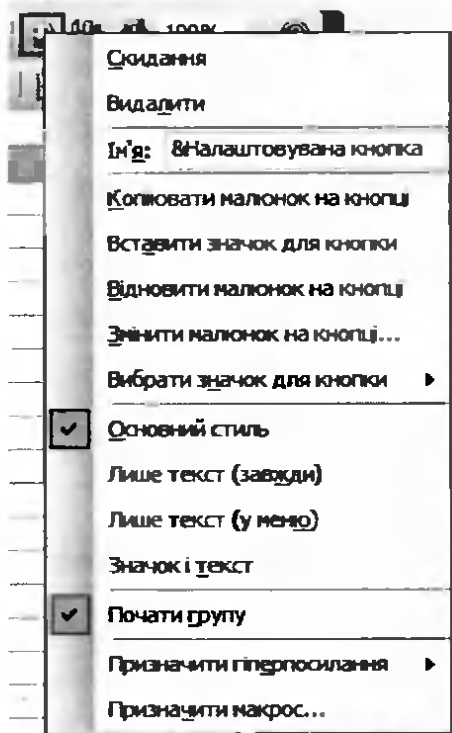 100%
Скидання
Видалити
Ім'я: &Налаштовувана кнопка
Копіювати малюнок на кнопці
Вставити значок для кнопки
Відновити малюнок на кнопці
Змінити малюнок на кнопці...
Вибрати значок для кнопки
Основний стиль
Лише текст (завжди)
Лише текст (у меню)
Значок і текст
Почати групу
Призначити гіперпосилання
Призначити макрос...